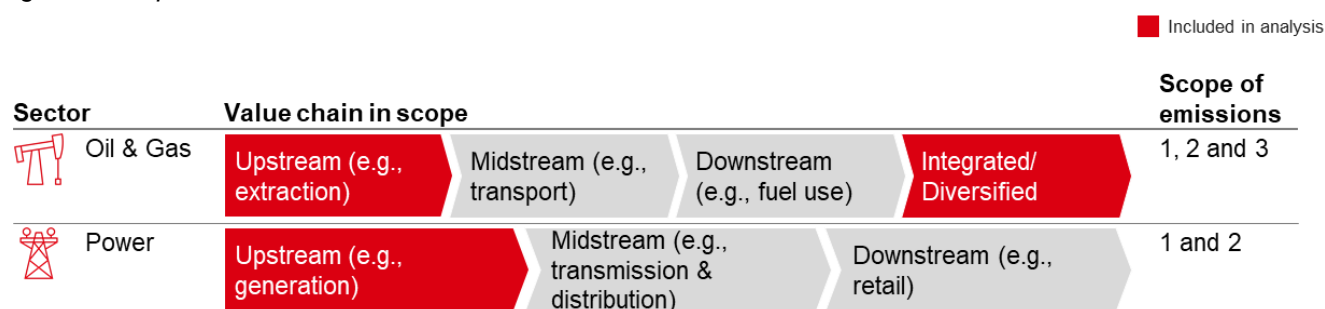 Included in analysis
Sector
Value chain in scope
Scope of
emissions
Oil & Gas
Upstream (e.g.,
extraction)
Midstream (e.g.,
transport)
Downstream
(e.g., fuel use)
Integrated/
Diversified
1, 2 and 3
Power
Upstream (e.g.,
generation)
Midstream (e.g.,
transmission &
distribution)
Downstream (e.g.,
retail)
1 and 2